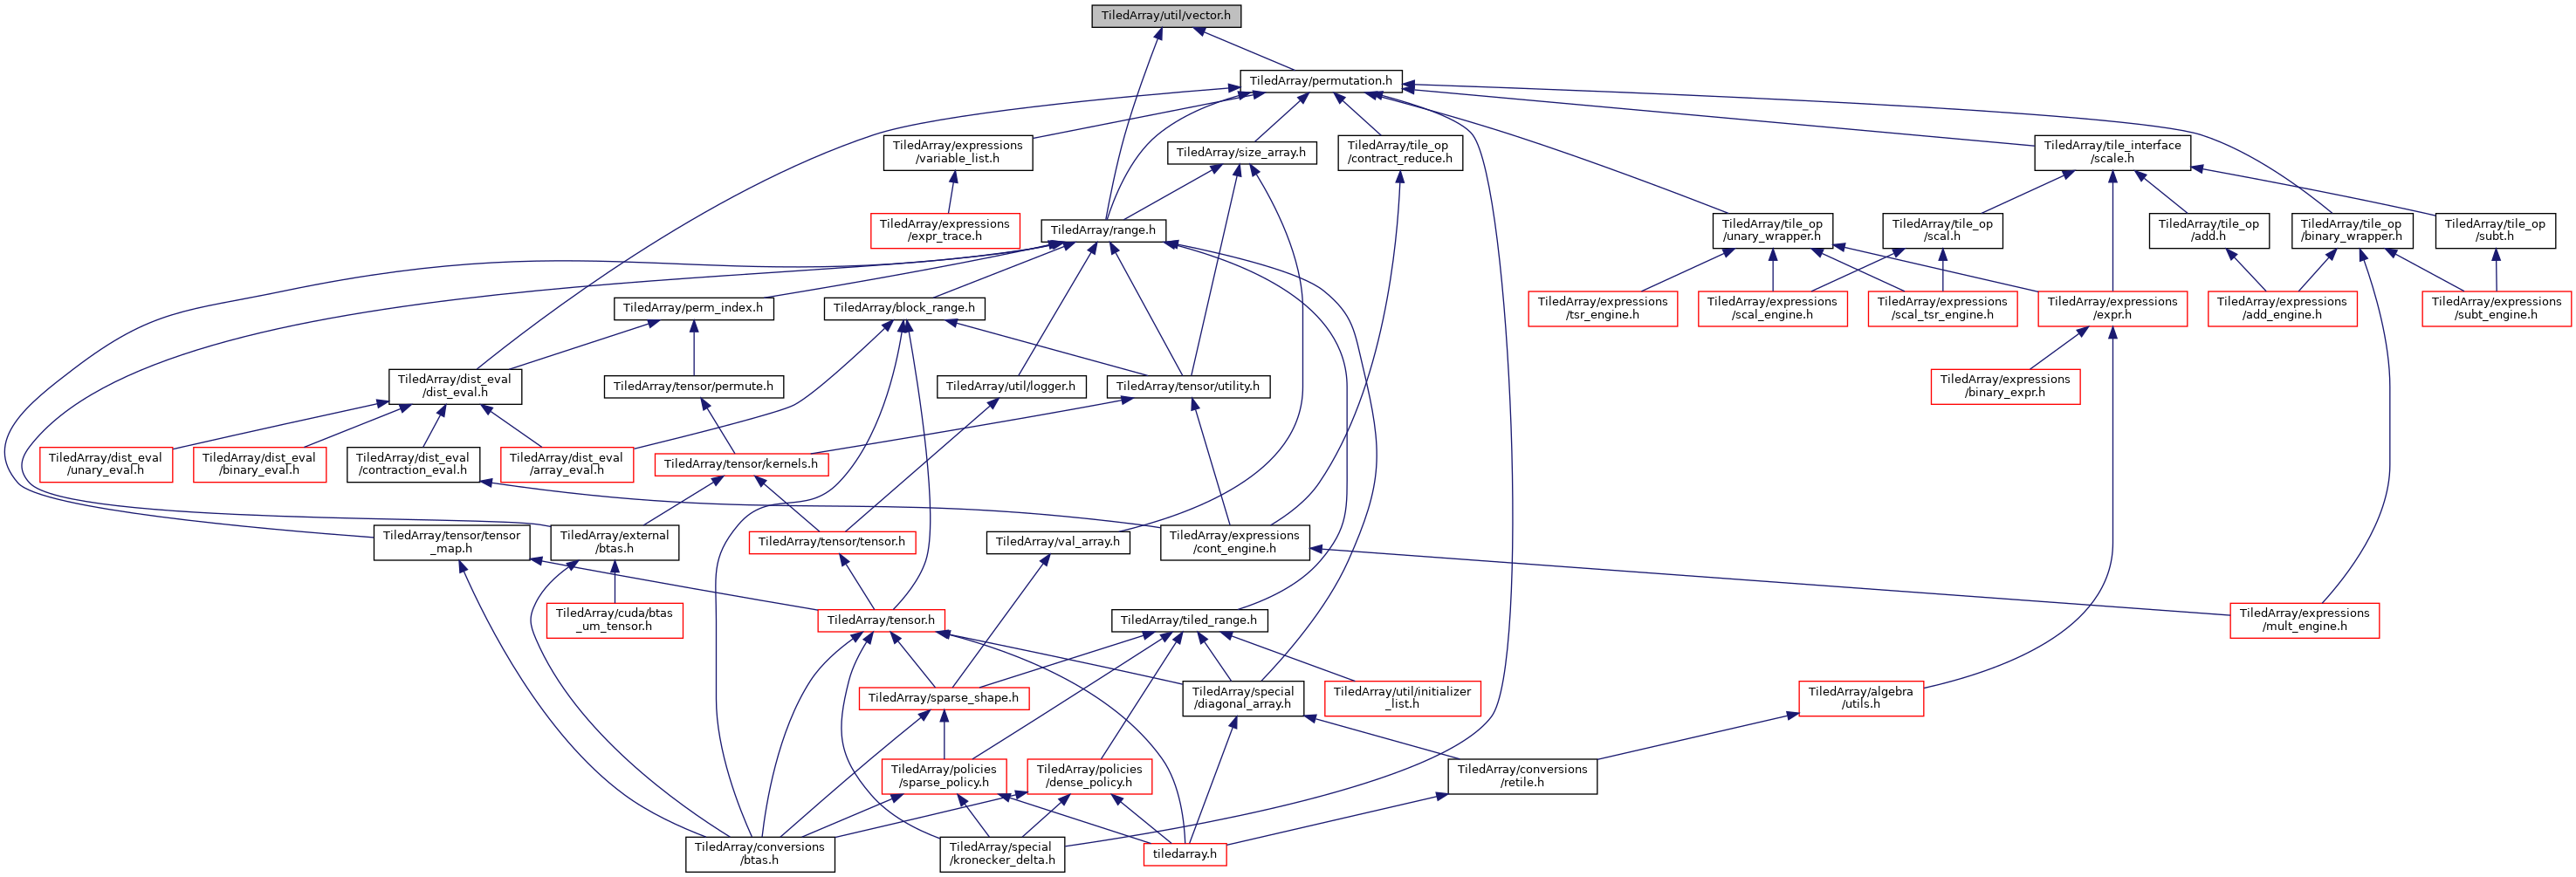 TiledArray/util/vector.h
TiledArray/permutation.h
TiledArray/expressions
/variable_list.h
TiledArray/size_array.h
TiledArray/tile_op
/contract_reduce.h
TiledArray/tile_interface
/scale.h
TiledArray/expressions
/expr_trace.h
TiledArray/range.h
TiledArray/tile_op
/unary_wrapper.h
TiledArray/tile_op
/scal.h
TiledArray/tile_op
/add.h
TiledArray/tile_op
/binary_wrapper.h
TiledArray/tile_op
/subt.h
TiledArray/perm_index.h
TiledArray/block_range.h
TiledArray/expressions
/tsr_engine.h
TiledArray/expressions
/scal_engine.h
TiledArray/expressions
/scal_tsr_engine.h
TiledArray/expressions
/expr.h
TiledArray/expressions
/add_engine.h
TiledArray/expressions
/subt_engine.h
TiledArray/dist_eval
/dist_eval.h
TiledArray/tensor/permute.h
TiledArray/util/logger.h
TiledArray/tensor/utility.h
TiledArray/expressions
/binary_expr.h
TiledArray/dist_eval
/unary_eval.h
TiledArray/dist_eval
/binary_eval.h
TiledArray/dist_eval
/contraction_eval.h
TiledArray/dist_eval
/array_eval.h
TiledArray/tensor/kernels.h
TiledArray/tensor/tensor
_map.h
TiledArray/external
/btas.h
TiledArray/tensor/tensor.h
TiledArray/val_array.h
TiledArray/expressions
/cont_engine.h
TiledArray/cuda/btas
_um_tensor.h
TiledArray/tensor.h
TiledArray/tiled_range.h
TiledArray/expressions
/mult_engine.h
TiledArray/sparse_shape.h
TiledArray/special
/diagonal_array.h
TiledArray/util/initializer
_list.h
TiledArray/algebra
/utils.h
TiledArray/policies
/sparse_policy.h
TiledArray/policies
/dense_policy.h
TiledArray/conversions
/retile.h
TiledArray/conversions
/btas.h
TiledArray/special
/kronecker_delta.h
tiledarray.h